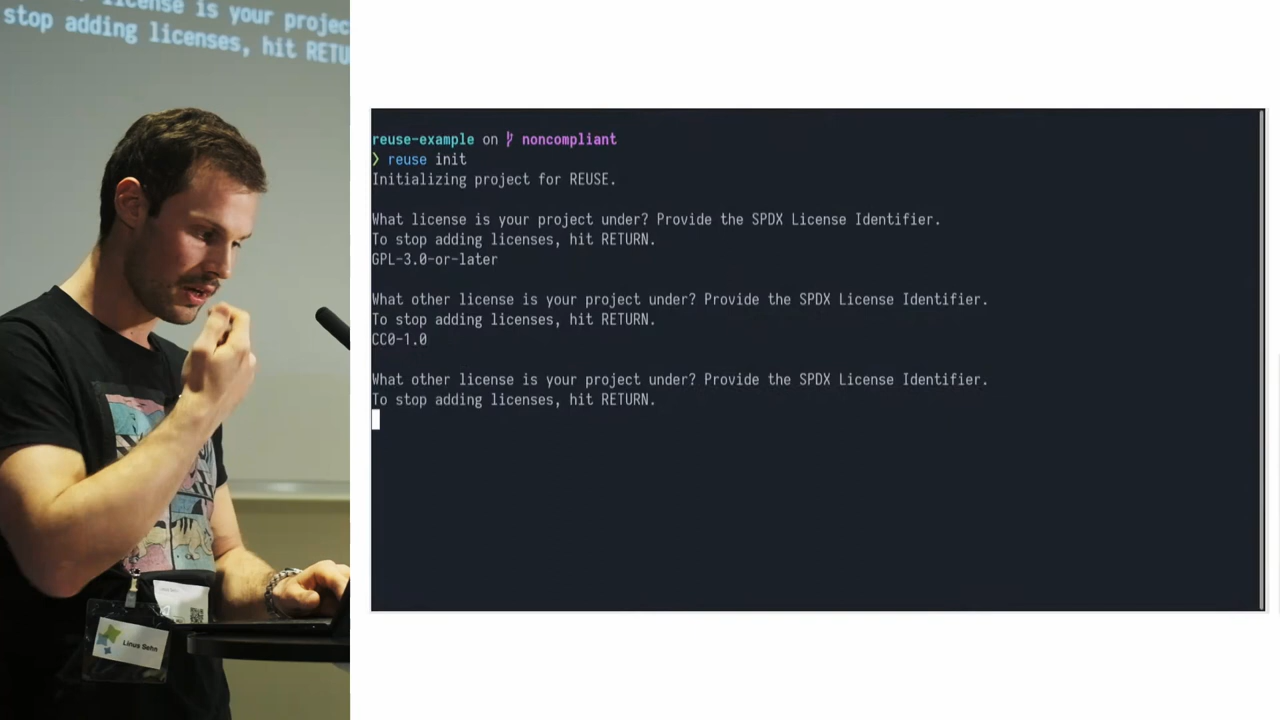 license is your projec
stop adding licenses, hit RETU
Linus Sehn
reuse-example on noncompliant
❯ reuse init
Initializing project for REUSE.
What license is your project under? Provide the SPDX License Identifier.
To stop adding licenses, hit RETURN.
GPL-3.0-or-later
What other license is your project under? Provide the SPDX License Identifier.
To stop adding licenses, hit RETURN.
CC0-1.0
What other license is your project under? Provide the SPDX License Identifier.
To stop adding licenses, hit RETURN.